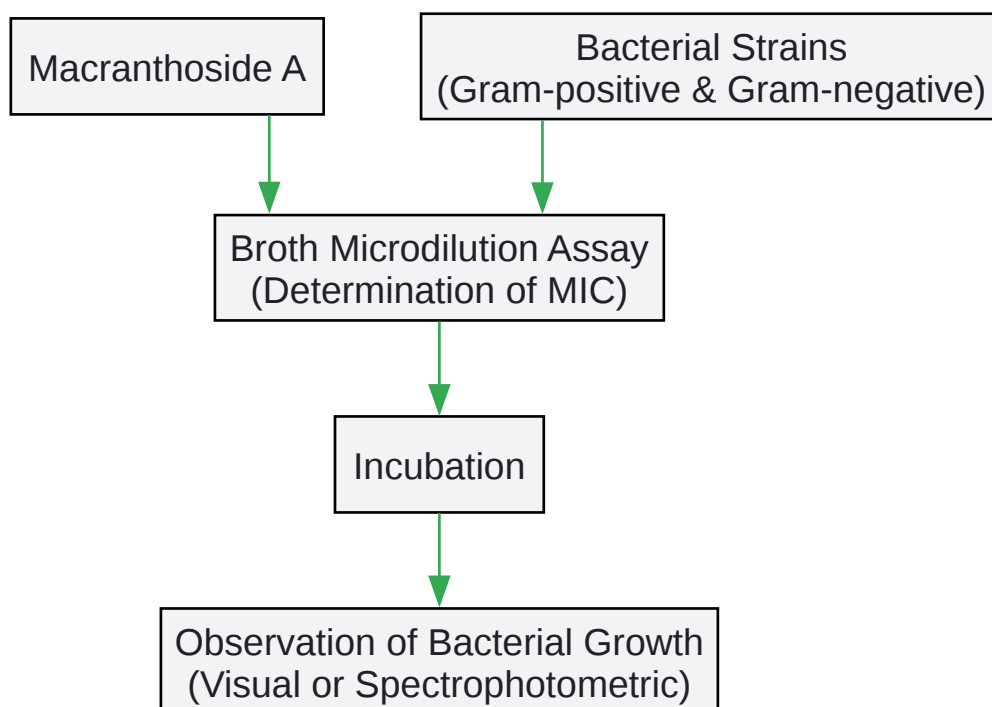 Macranthoside A
Bacterial Strains
(Gram-positive & Gram-negative)
Broth Microdilution Assay
(Determination of MIC)
Incubation
Observation of Bacterial Growth
(Visual or Spectrophotometric)